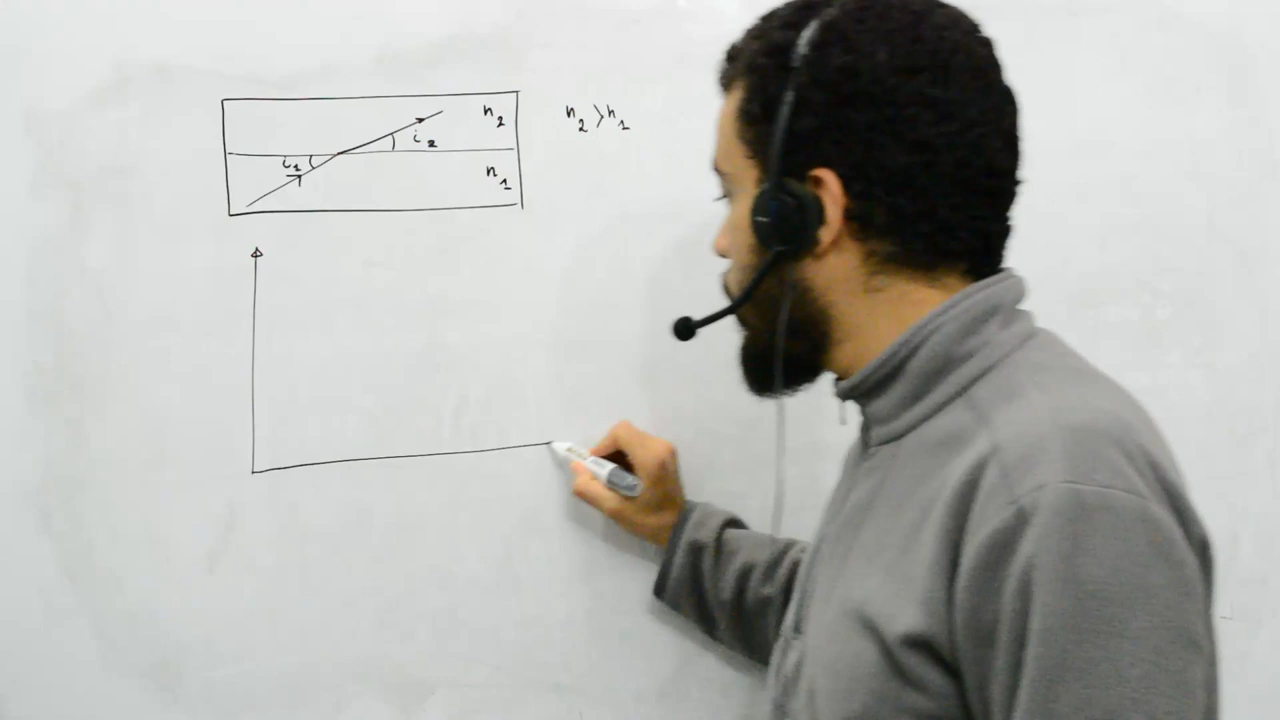 n₂ n₂ > n₁
i₂
i₁
n₁